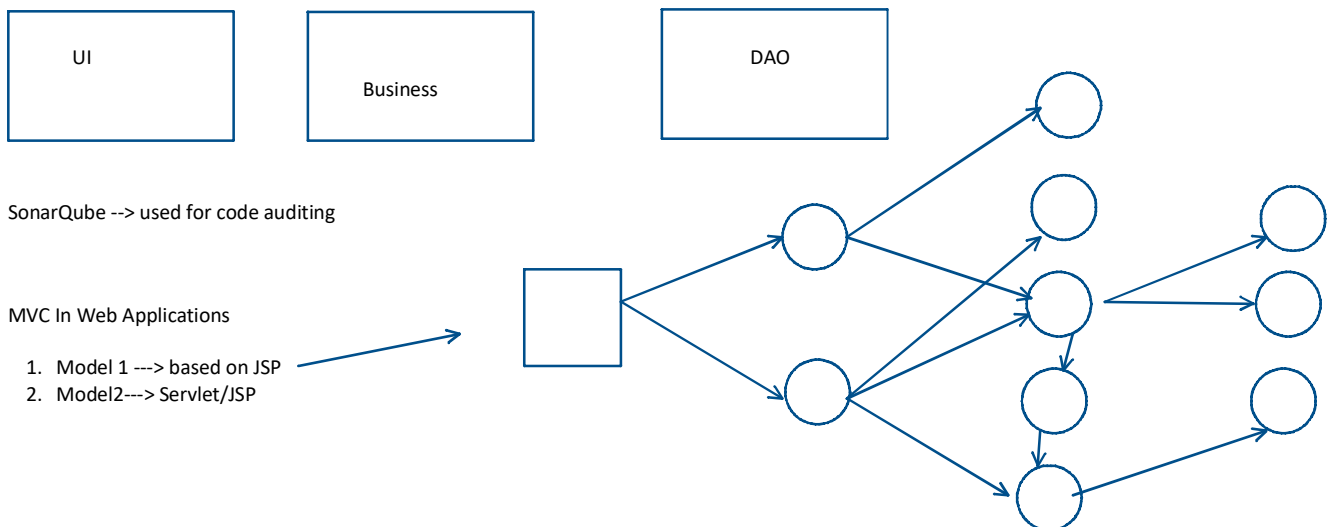 UI
Business
DAO
SonarQube --> used for code auditing
MVC In Web Applications
1. Model 1 ---> based on JSP
2. Model2---> Servlet/JSP